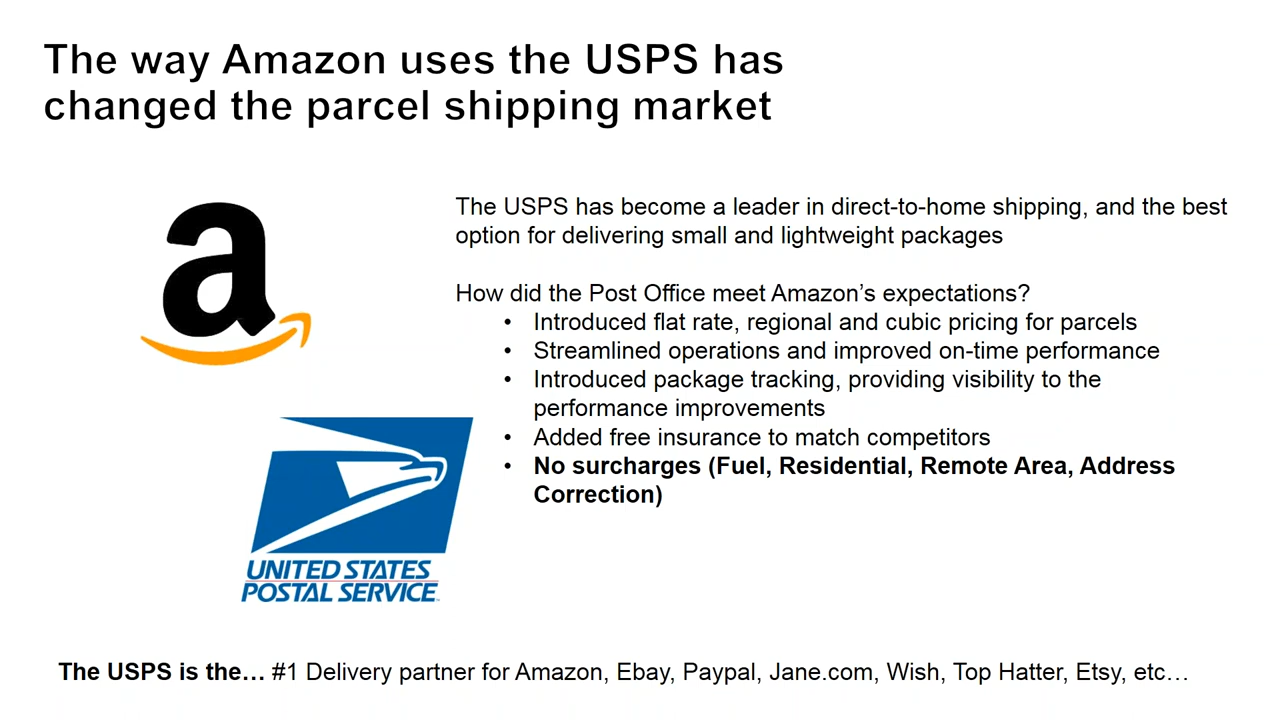 The way Amazon uses the USPS has
changed the parcel shipping market
a
The USPS has become a leader in direct-to-home shipping, and the best
option for delivering small and lightweight packages
How did the Post Office meet Amazon’s expectations?
• Introduced flat rate, regional and cubic pricing for parcels
• Streamlined operations and improved on-time performance
• Introduced package tracking, providing visibility to the
performance improvements
• Added free insurance to match competitors
• No surcharges (Fuel, Residential, Remote Area, Address
Correction)
UNITED STATES
POSTAL SERVICE
The USPS is the… #1 Delivery partner for Amazon, Ebay, Paypal, Jane.com, Wish, Top Hatter, Etsy, etc…